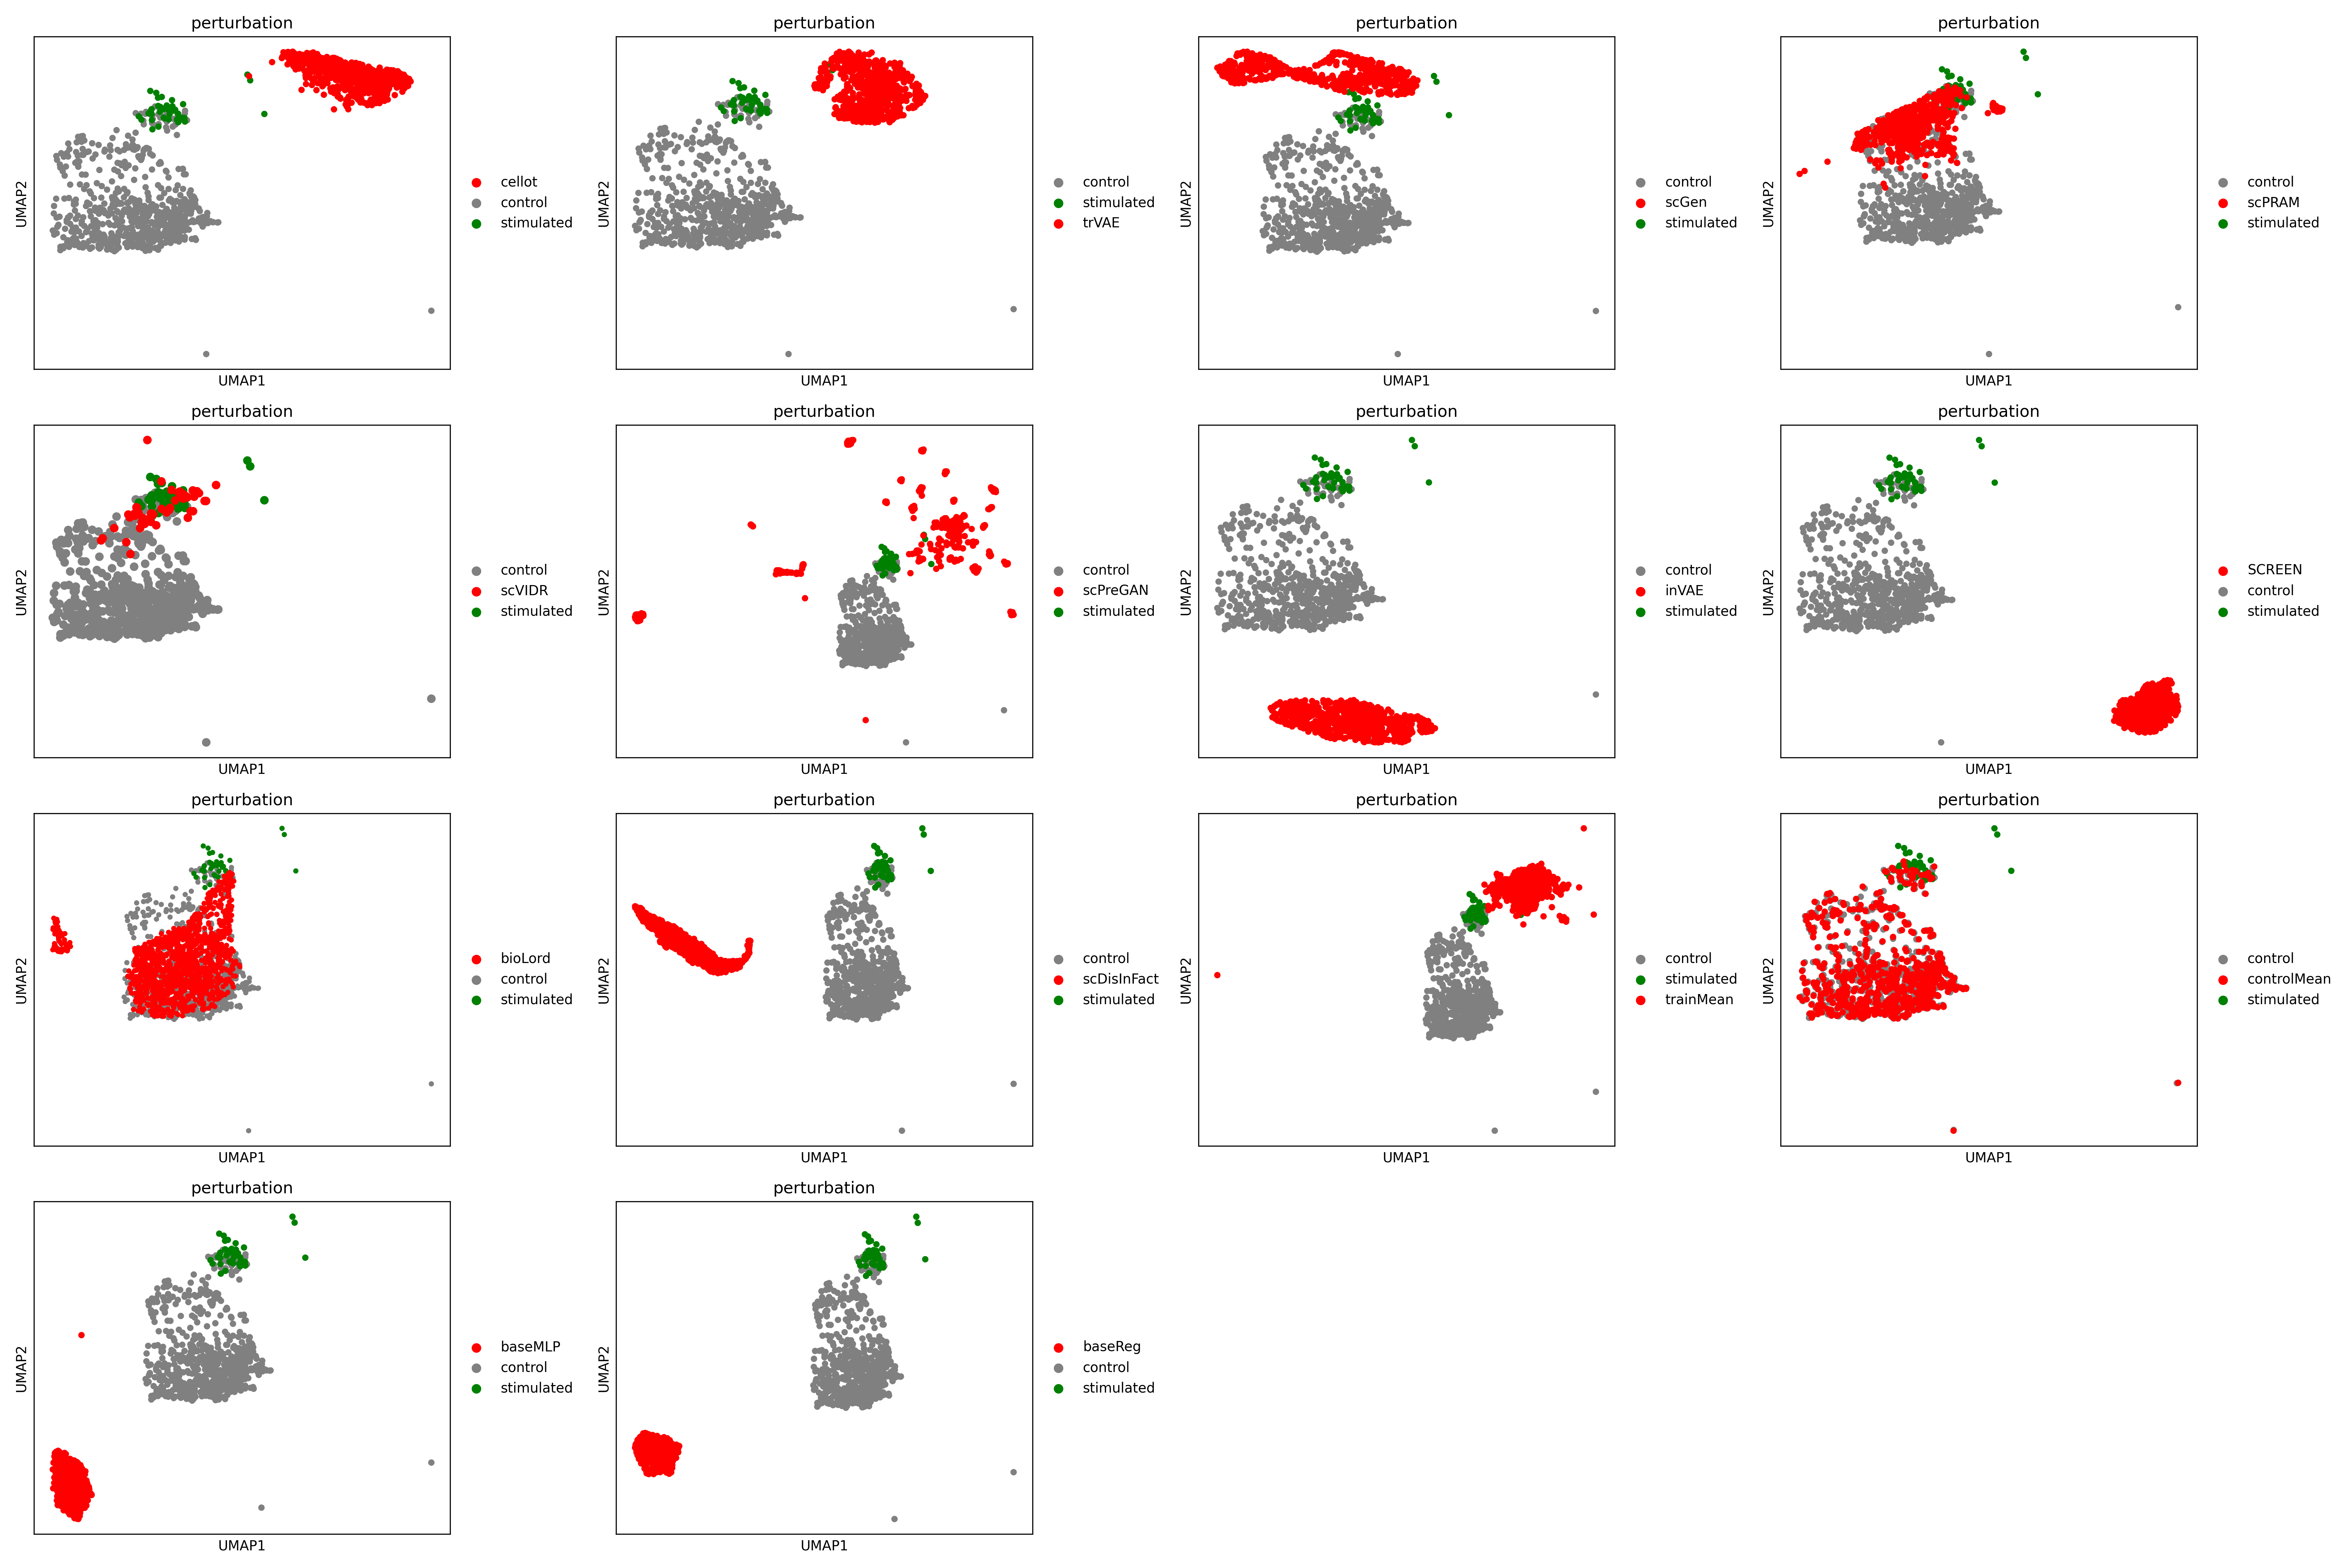 perturbation
UMAP2
UMAP1
cellot
control
stimulated
perturbation
UMAP2
UMAP1
control
stimulated
trVAE
perturbation
UMAP2
UMAP1
control
scGen
stimulated
perturbation
UMAP2
UMAP1
control
scPRAM
stimulated
perturbation
UMAP2
UMAP1
control
scVIDR
stimulated
perturbation
UMAP2
UMAP1
control
scPreGAN
stimulated
perturbation
UMAP2
UMAP1
control
inVAE
stimulated
perturbation
UMAP2
UMAP1
SCREEN
control
stimulated
perturbation
UMAP2
UMAP1
bioLord
control
stimulated
perturbation
UMAP2
UMAP1
control
scDisInFact
stimulated
perturbation
UMAP2
UMAP1
control
stimulated
trainMean
perturbation
UMAP2
UMAP1
control
controlMean
stimulated
perturbation
UMAP2
UMAP1
baseMLP
control
stimulated
perturbation
UMAP2
UMAP1
baseReg
control
stimulated